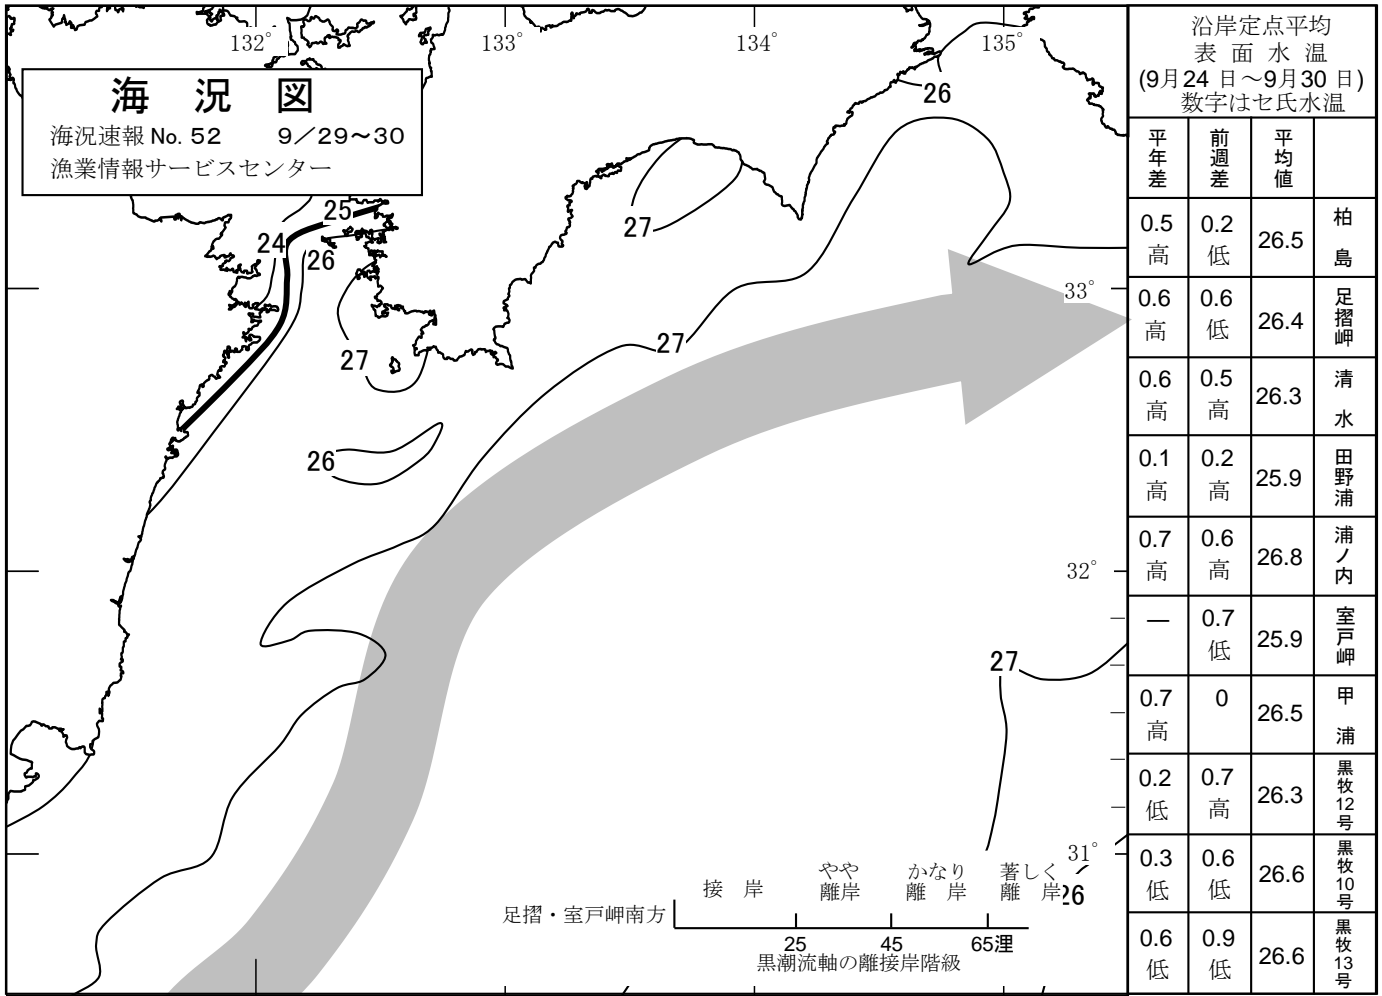 132°
133°
134°
135°
海 況 図
海況速報 No. 52 9／29～30
漁業情報サービスセンター
26
25
24
26
27
27
27
26
33°
32°
27
31°
26
接 岸
やや
離岸
かなり
離 岸
著しく
離 岸
足摺・室戸岬南方
25 45 65浬
黒潮流軸の離接岸階級
沿岸定点平均
表 面 水 温
(9月24 日～9月30 日)
数字はセ氏水温
平年差 前週差 平均値
0.5高 0.2低 26.5 柏島
0.6高 0.6低 26.4 足摺岬
0.6高 0.5高 26.3 清水
0.1高 0.2高 25.9 田野浦
0.7高 0.6高 26.8 浦ノ内
― 0.7低 25.9 室戸岬
0.7高 0 26.5 甲浦
0.2低 0.7高 26.3 黒牧12号
0.3低 0.6低 26.6 黒牧10号
0.6低 0.9低 26.6 黒牧13号